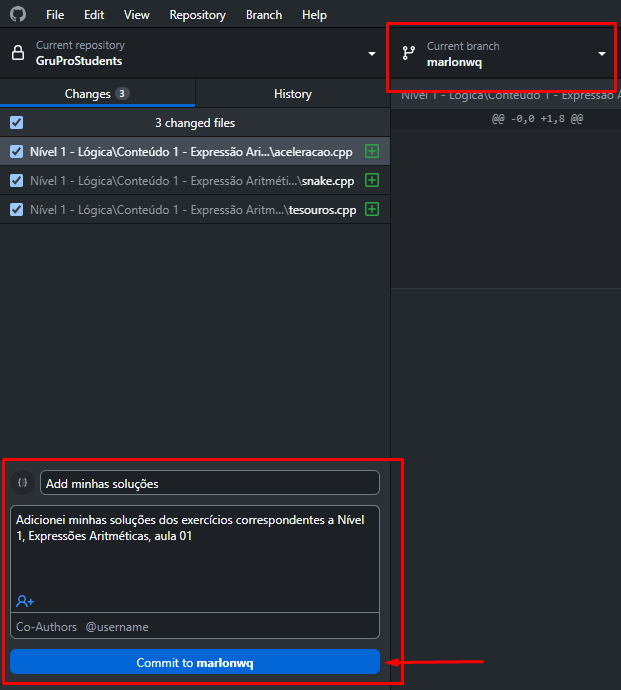 File Edit View Repository Branch Help
Current repository
GruProStudents
Current branch
marlonwq
Changes 3
History
Nível 1 - Lógica\Conteúdo 1 - Expressão A
3 changed files
@@ -0,0 +1,8 @@
Nível 1 - Lógica\Conteúdo 1 - Expressão Ari...\aceleracao.cpp
Nível 1 - Lógica\Conteúdo 1 - Expressão Aritméti...\snake.cpp
Nível 1 - Lógica\Conteúdo 1 - Expressão Aritm...\tesouros.cpp
Add minhas soluções
Adicionei minhas soluções dos exercícios correspondentes a Nível
1, Expressões Aritméticas, aula 01
Co-Authors @username
Commit to marlonwq